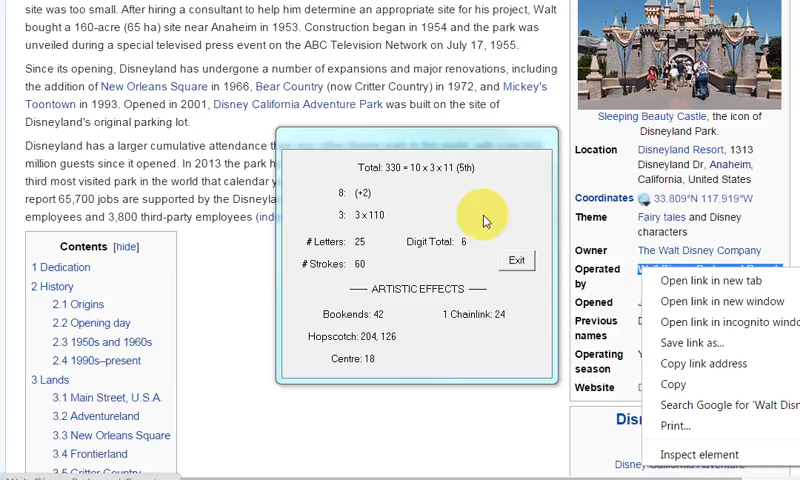 site was too small. After hiring a consultant to help him determine an appropriate site for his project, Walt
bought a 160-acre (65 ha) site near Anaheim in 1953. Construction began in 1954 and the park was
unveiled during a special televised press event on the ABC Television Network on July 17, 1955.
Since its opening, Disneyland has undergone a number of expansions and major renovations, including
the addition of New Orleans Square in 1966, Bear Country (now Critter Country) in 1972, and Mickey's
Toontown in 1993. Opened in 2001, Disney California Adventure Park was built on the site of
Disneyland's original parking lot.
Disneyland has a larger cumulative attendance
million guests since it opened. In 2013 the park h
third most visited park in the world that calendar y
report 65,700 jobs are supported by the Disneyla
employees and 3,800 third-party employees (ind
Contents [hide]
1 Dedication
2 History
2.1 Origins
2.2 Opening day
2.3 1950s and 1960s
2.4 1990s–present
3 Lands
3.1 Main Street, U.S.A.
3.2 Adventureland
3.3 New Orleans Square
3.4 Frontierland
3.5 Critter Country
Total: 330 = 10 x 3 x 11 (5th)
8: (+2)
3: 3 x 110
# Letters: 25 Digit Total: 6
# Strokes: 60
Exit
ARTISTIC EFFECTS
Bookends: 42 1 Chainlink: 24
Hopscotch: 204, 126
Centre: 18
Sleeping Beauty Castle, the icon of
Disneyland Park.
Location Disneyland Resort, 1313
Disneyland Dr, Anaheim,
California, United States
Coordinates 33.809°N 117.919°W
Theme Fairy tales and Disney
characters
Owner The Walt Disney Company
Operated
by
Opened J
Previous D
names
Operating Y
season
Website
Open link in new tab
Open link in new window
Open link in incognito windo
Save link as...
Copy link address
Copy
Search Google for 'Walt Disn
Print...
Inspect element
Disn
Disney California Adventure